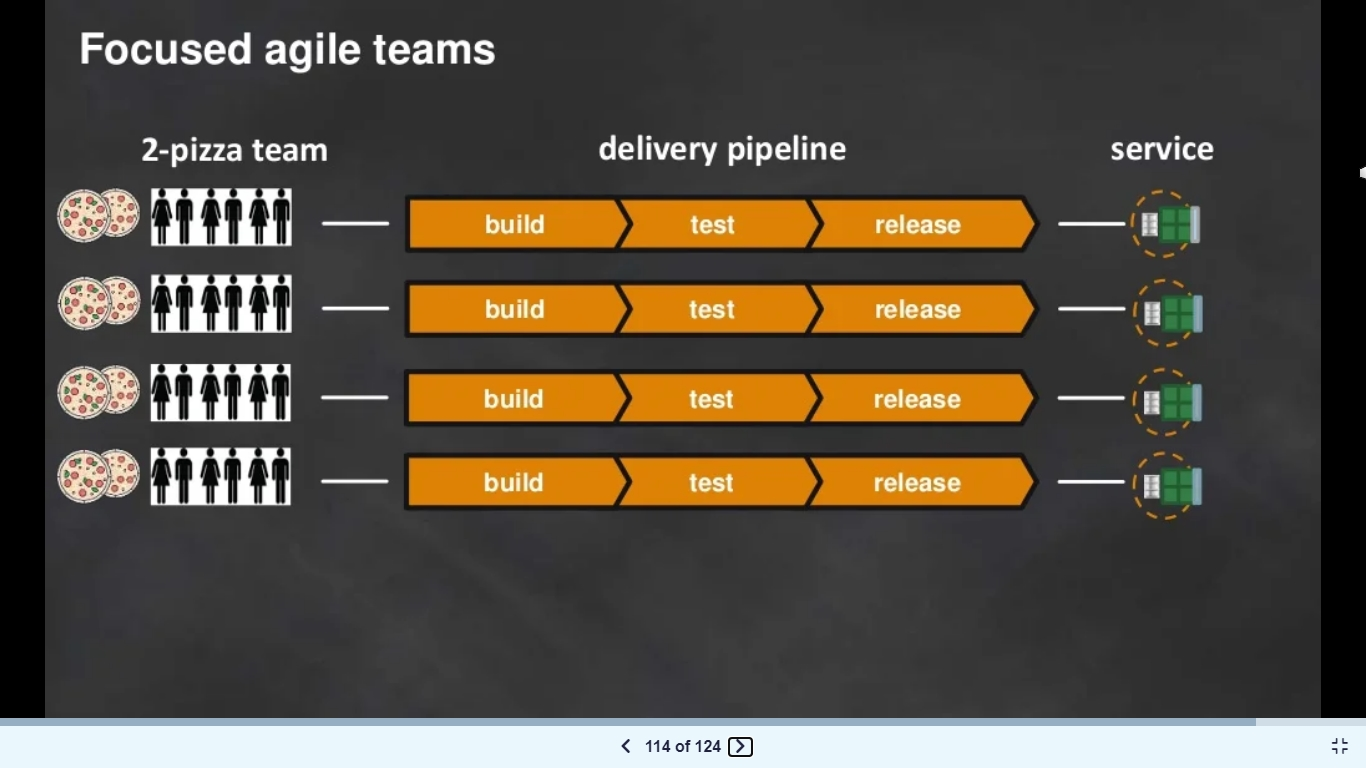 Focused agile teams
2-pizza team delivery pipeline service
build test release
build test release
build test release
build test release
114 of 124